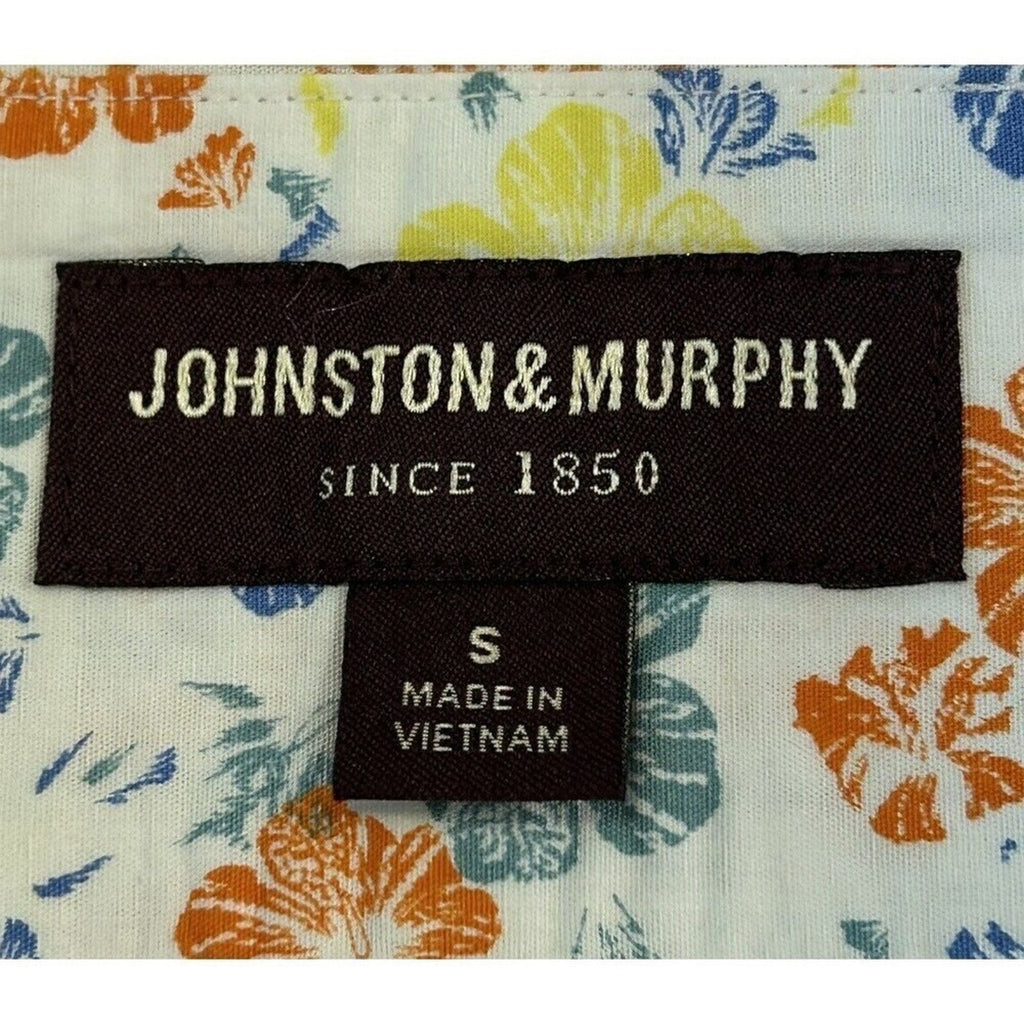 JOHNSTON & MURPHY
SINCE 1850
S
MADE IN
VIETNAM